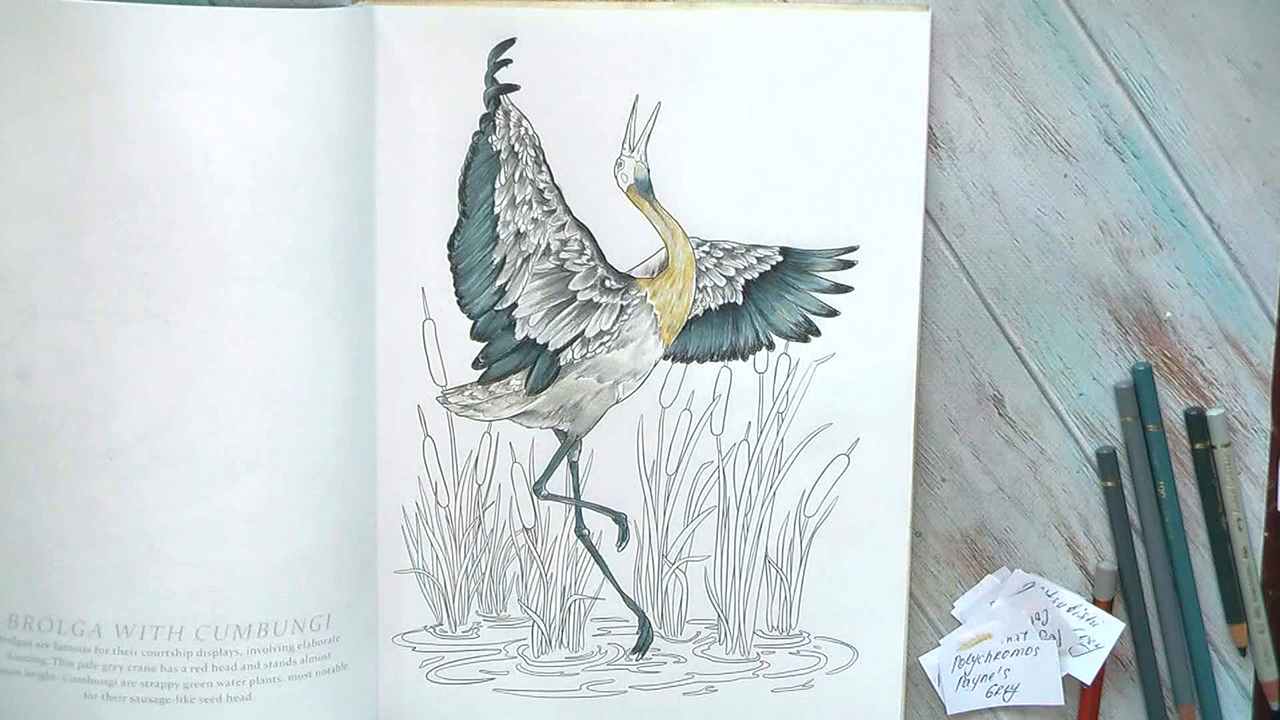 BROLGA WITH CUMBUNGI
are famous for their courtship displays, involving elaborate
This pale grey crane has a red head and stands almost
height. Cumbungi are strappy green water plants, most notable
for their sausage-like seed head.
Polychromos
Payne's
Grey
grey